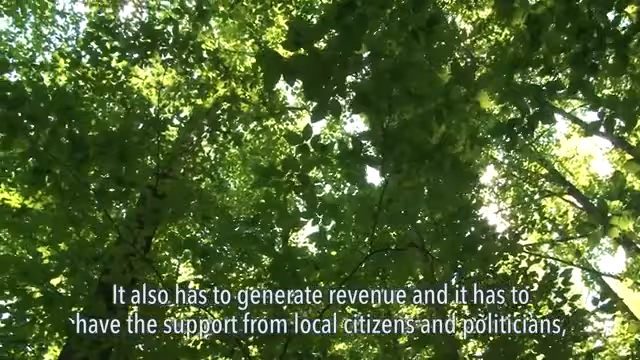 It also has to generate revenue and it has to
have the support from local citizens and politicians,